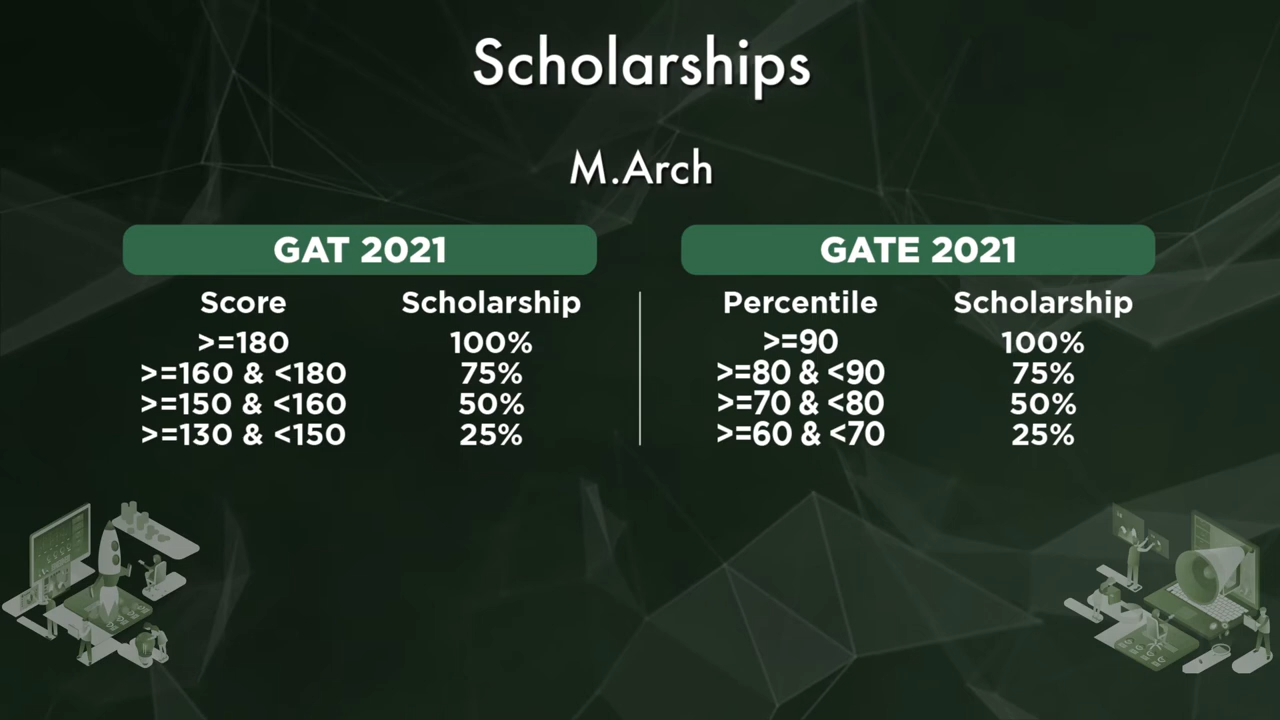 Scholarships
M.Arch
GAT 2021
Score Scholarship
>=180 100%
>=160 & <180 75%
>=150 & <160 50%
>=130 & <150 25%
GATE 2021
Percentile Scholarship
>=90 100%
>=80 & <90 75%
>=70 & <80 50%
>=60 & <70 25%